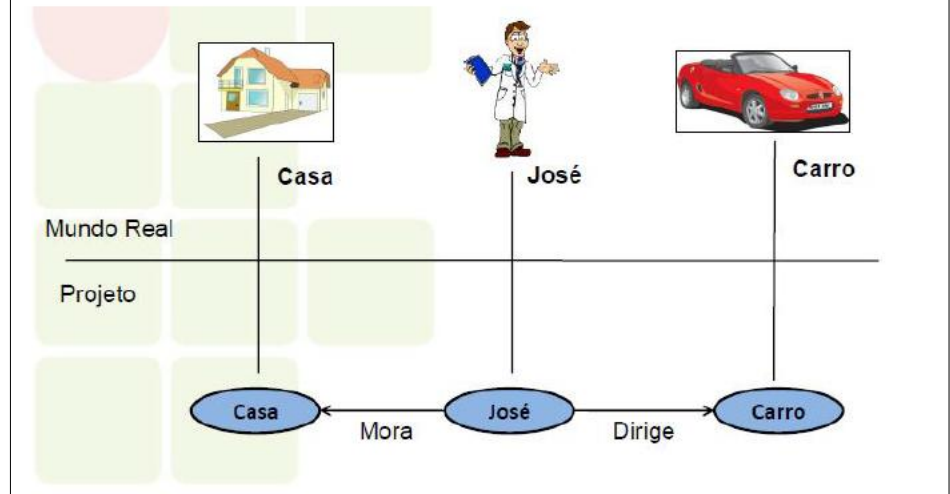 Casa
José
Carro
Mundo Real
Projeto
Casa
José
Carro
Mora
Dirige